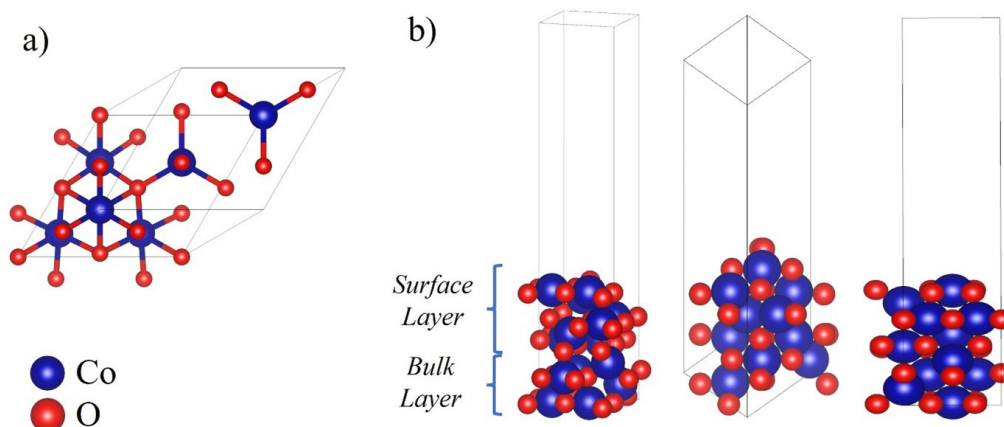 a)
b)
Surface
Layer
Bulk
Layer
Co
O